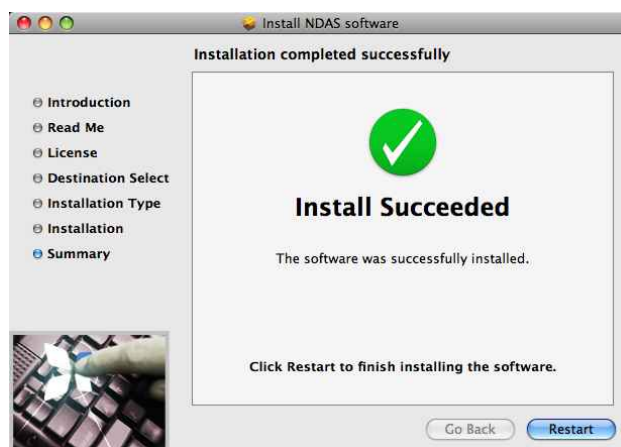 Install NDAS software
Installation completed successfully
Introduction
Read Me
License
Destination Select
Installation Type
Installation
Summary
Install Succeeded
The software was successfully installed.
Click Restart to finish installing the software.
Go Back
Restart